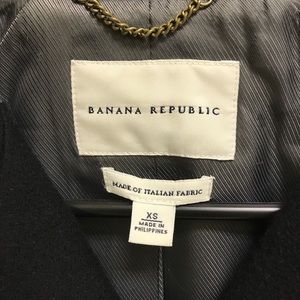 BANANA REPUBLIC
MADE OF ITALIAN FABRIC
XS
MADE IN
PHILIPPINES